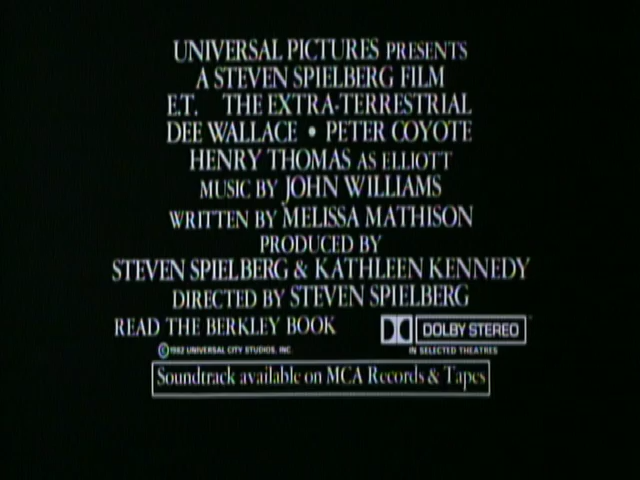 UNIVERSAL PICTURES PRESENTS
A STEVEN SPIELBERG FILM
E.T. THE EXTRA-TERRESTRIAL
DEE WALLACE • PETER COYOTE
HENRY THOMAS AS ELLIOTT
MUSIC BY JOHN WILLIAMS
WRITTEN BY MELISSA MATHISON
PRODUCED BY
STEVEN SPIELBERG & KATHLEEN KENNEDY
DIRECTED BY STEVEN SPIELBERG
READ THE BERKLEY BOOK DOLBY STEREO
©1982 UNIVERSAL CITY STUDIOS, INC. IN SELECTED THEATRES
Soundtrack available on MCA Records & Tapes